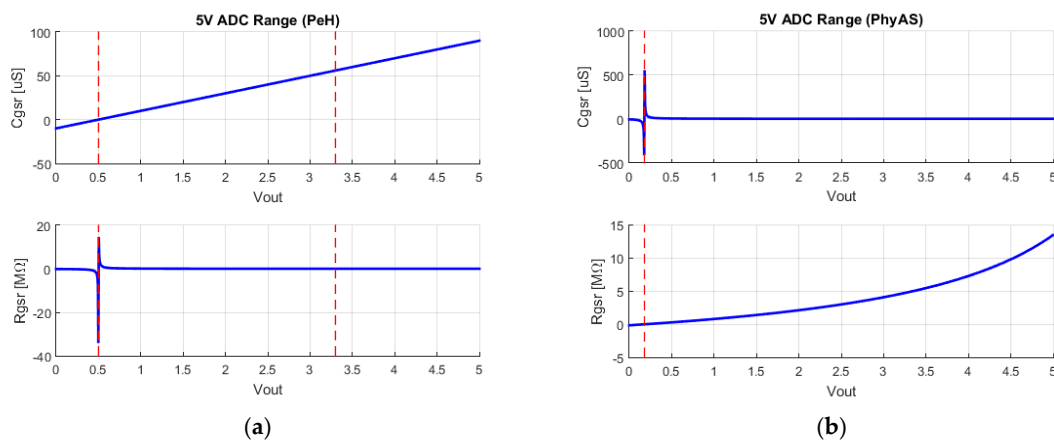 5V ADC Range (PeH)
Cgsr [uS]
100
50
0
-50
0 0.5 1 1.5 2 2.5 3 3.5 4 4.5 5
Vout
Rgsr [MΩ]
20
0
-20
-40
0 0.5 1 1.5 2 2.5 3 3.5 4 4.5 5
Vout
(a)
5V ADC Range (PhyAS)
Cgsr [uS]
1000
500
0
-500
0 0.5 1 1.5 2 2.5 3 3.5 4 4.5 5
Vout
Rgsr [MΩ]
15
10
5
0
-5
0 0.5 1 1.5 2 2.5 3 3.5 4 4.5 5
Vout
(b)